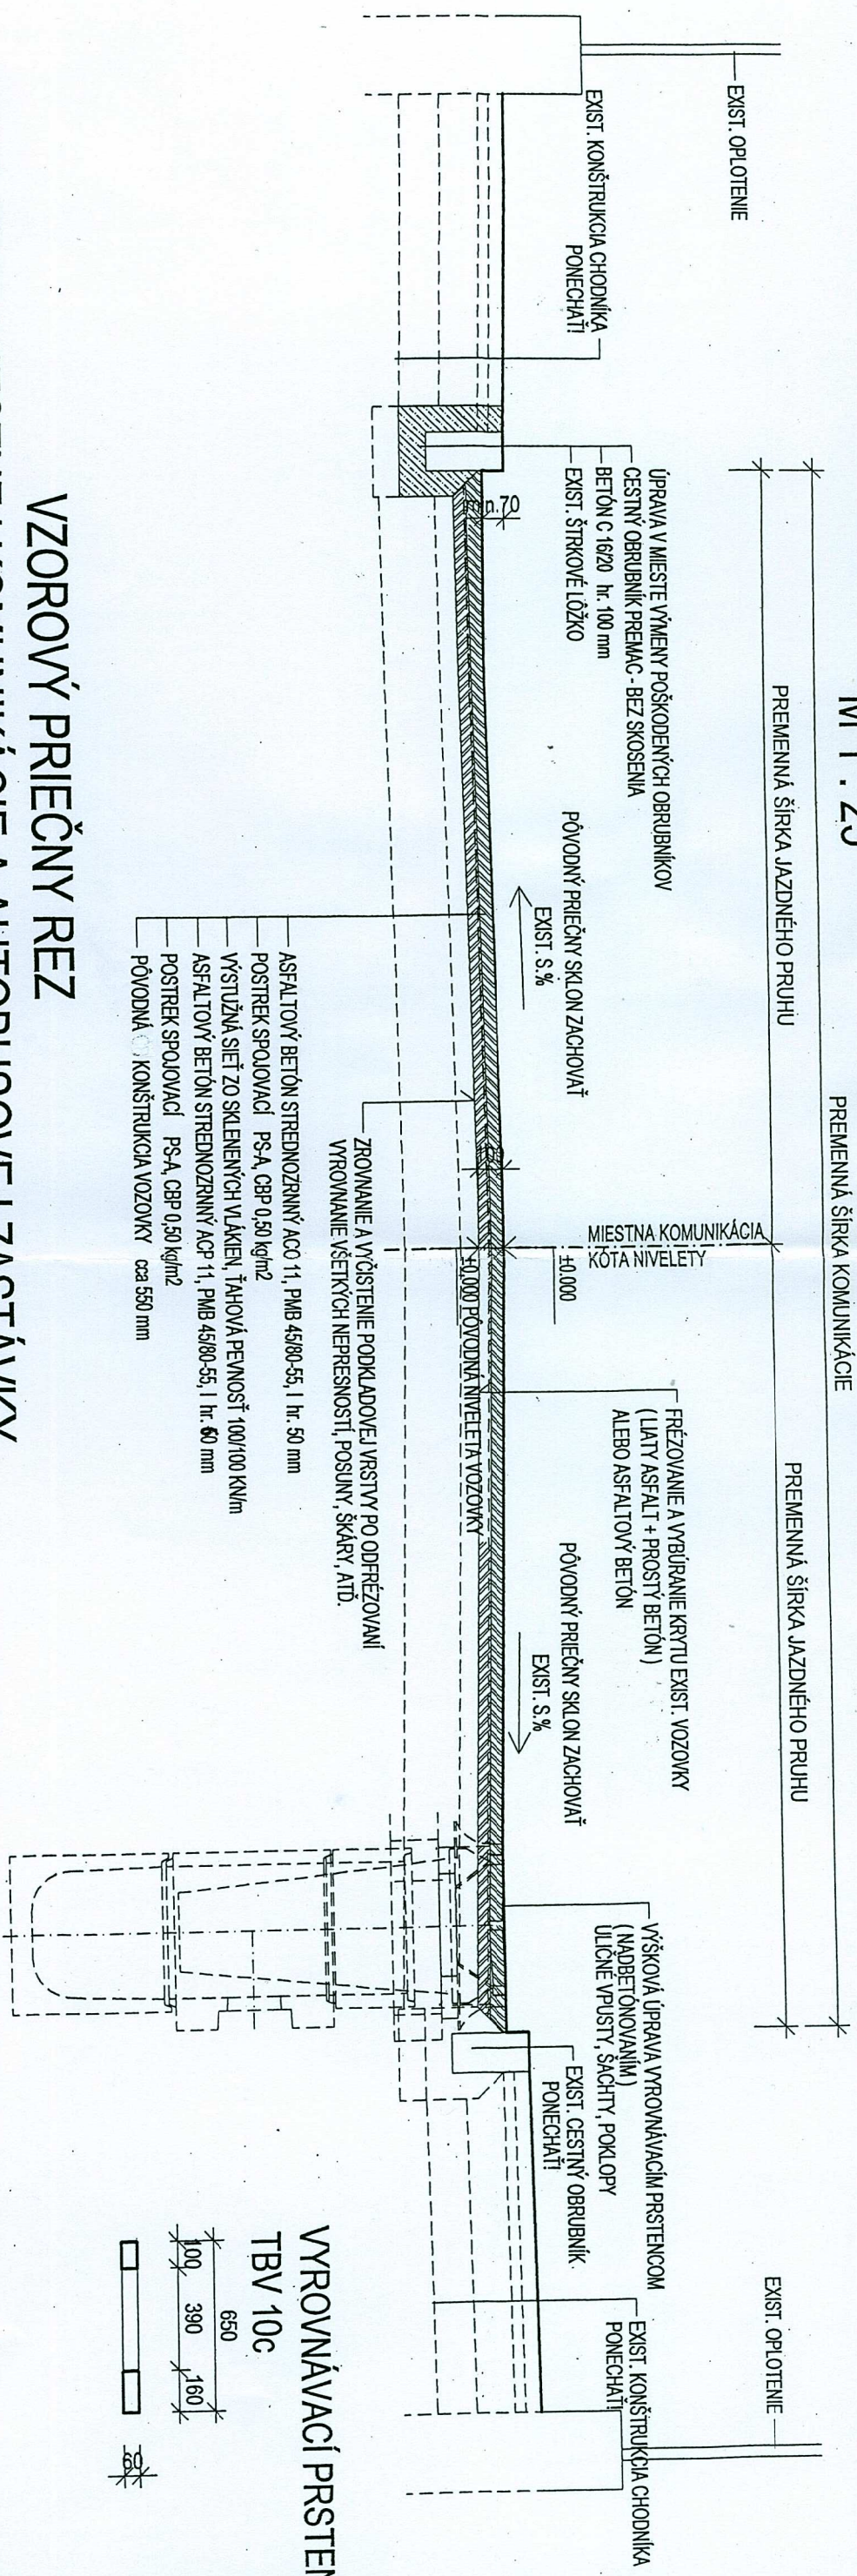 M 1 : 25
PREMENNÁ ŠÍRKA KOMUNIKÁCIE
PREMENNÁ ŠÍRKA JAZDNÉHO PRUHU
PREMENNÁ ŠÍRKA JAZDNÉHO PRUHU
EXIST. OPLOTENIE
EXIST. KONŠTRUKCIA CHODNÍKA
PONECHAŤ!
ÚPRAVA V MIESTE VÝMENY POŠKODENÝCH OBRUBNÍKOV
CESTNÝ OBRUBNÍK PREMAC - BEZ SKOSENIA
BETÓN C 16/20 hr. 100 mm
EXIST. ŠTRKOVÉ LÔŽKO
min.70
PÔVODNÝ PRIEČNY SKLON ZACHOVAŤ
EXIST. S.%
MIESTNA KOMUNIKÁCIA
KÓTA NIVELETY
±0.000
±0,000 PÔVODNÁ NIVELETA VOZOVKY
FRÉZOVANIE A VYBÚRANIE KRYTU EXIST. VOZOVKY
( LIATY ASFALT + PROSTÝ BETÓN )
ALEBO ASFALTOVÝ BETÓN
PÔVODNÝ PRIEČNY SKLON ZACHOVAŤ
EXIST. S.%
VÝŠKOVÁ ÚPRAVA VYROVNÁVACÍM PRSTENCOM
( NADBETÓNOVANÍM )
ULIČNÉ VPUSTY, ŠACHTY, POKLOPY
EXIST. CESTNÝ OBRUBNÍK
PONECHAŤ!
EXIST. OPLOTENIE
EXIST. KONŠTRUKCIA CHODNÍKA
PONECHAŤ!
ZROVNANIE A VYČISTENIE PODKLADOVEJ VRSTVY PO ODFRÉZOVANÍ
VYROVNANIE VŠETKÝCH NEPRESNOSTÍ, POSUNY, ŠKÁRY, ATĎ.
ASFALTOVÝ BETÓN STREDNOZRNNÝ ACO 11, PMB 45/80-55, I hr. 50 mm
POSTREK SPOJOVACÍ PS-A, CBP 0,50 kg/m2
VÝSTUŽNÁ SIEŤ ZO SKLENENÝCH VLÁKIEN, ŤAHOVÁ PEVNOSŤ 100/100 KN/m
ASFALTOVÝ BETÓN STREDNOZRNNÝ ACP 11, PMB 45/80-55, I hr. 60 mm
POSTREK SPOJOVACÍ PS-A, CBP 0,50 kg/m2
PÔVODNÁ KONŠTRUKCIA VOZOVKY cca 550 mm
VYROVNÁVACÍ PRSTEN
TBV 10c
650
100 390 160
60
VZOROVÝ PRIEČNY REZ
KOMUNIKÁCIE A AUTOBUSOVEJ ZASTÁVKY